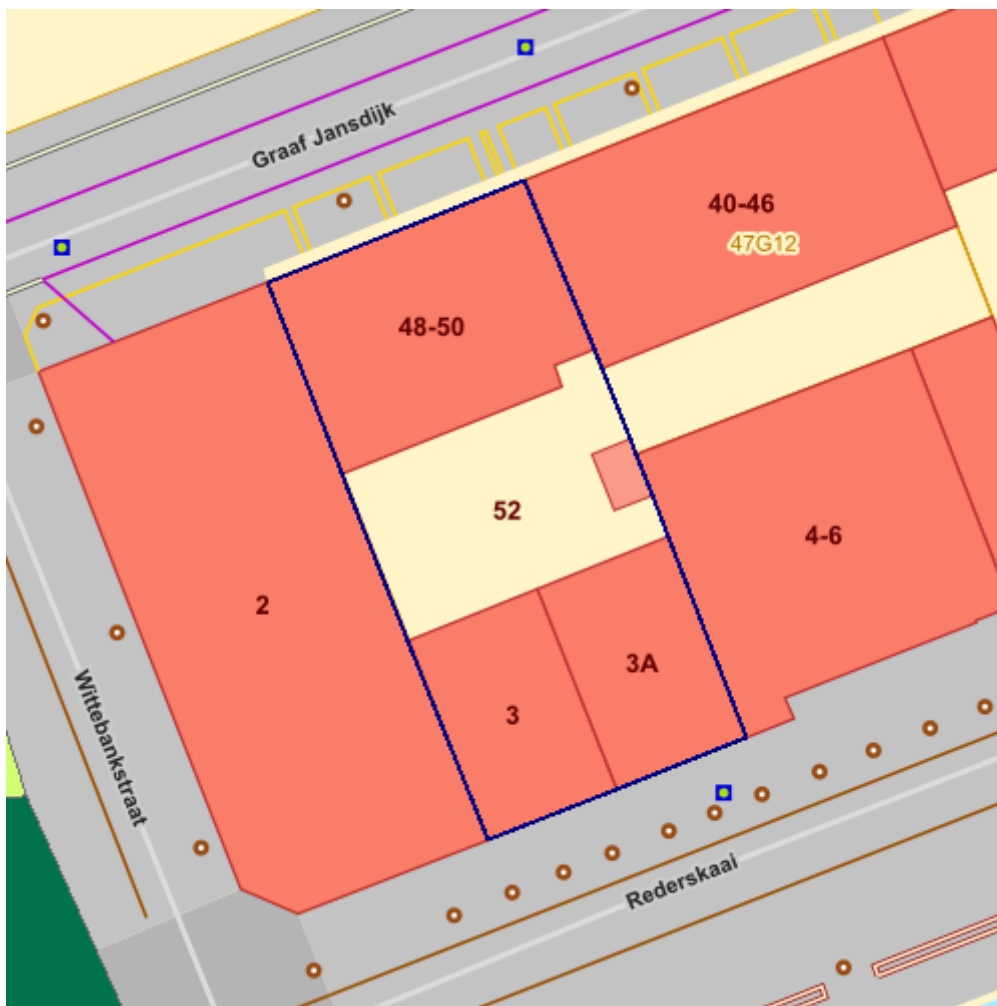 Graaf Jansdijk
40-46
47G12
48-50
52
4-6
2
3A
3
Wittebankstraat
Rederskaai